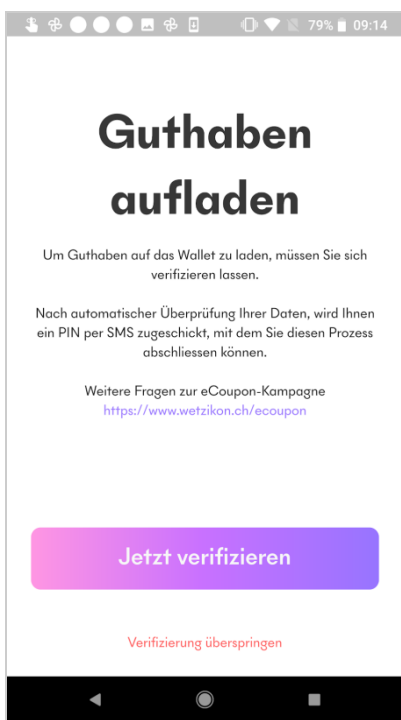 79% 09:14
Guthaben
aufladen
Um Guthaben auf das Wallet zu laden, müssen Sie sich
verifizieren lassen.
Nach automatischer Überprüfung Ihrer Daten, wird Ihnen
ein PIN per SMS zugeschickt, mit dem Sie diesen Prozess
abschliessen können.
Weitere Fragen zur eCoupon-Kampagne
https://www.wetzikon.ch/ecoupon
Jetzt verifizieren
Verifizierung überspringen